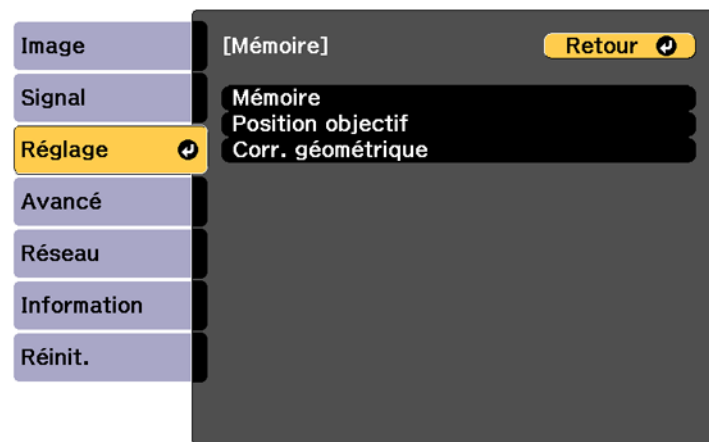 Image
Signal
Réglage
Avancé
Réseau
Information
Réinit.
[Mémoire]
Retour
Mémoire
Position objectif
Corr. géométrique